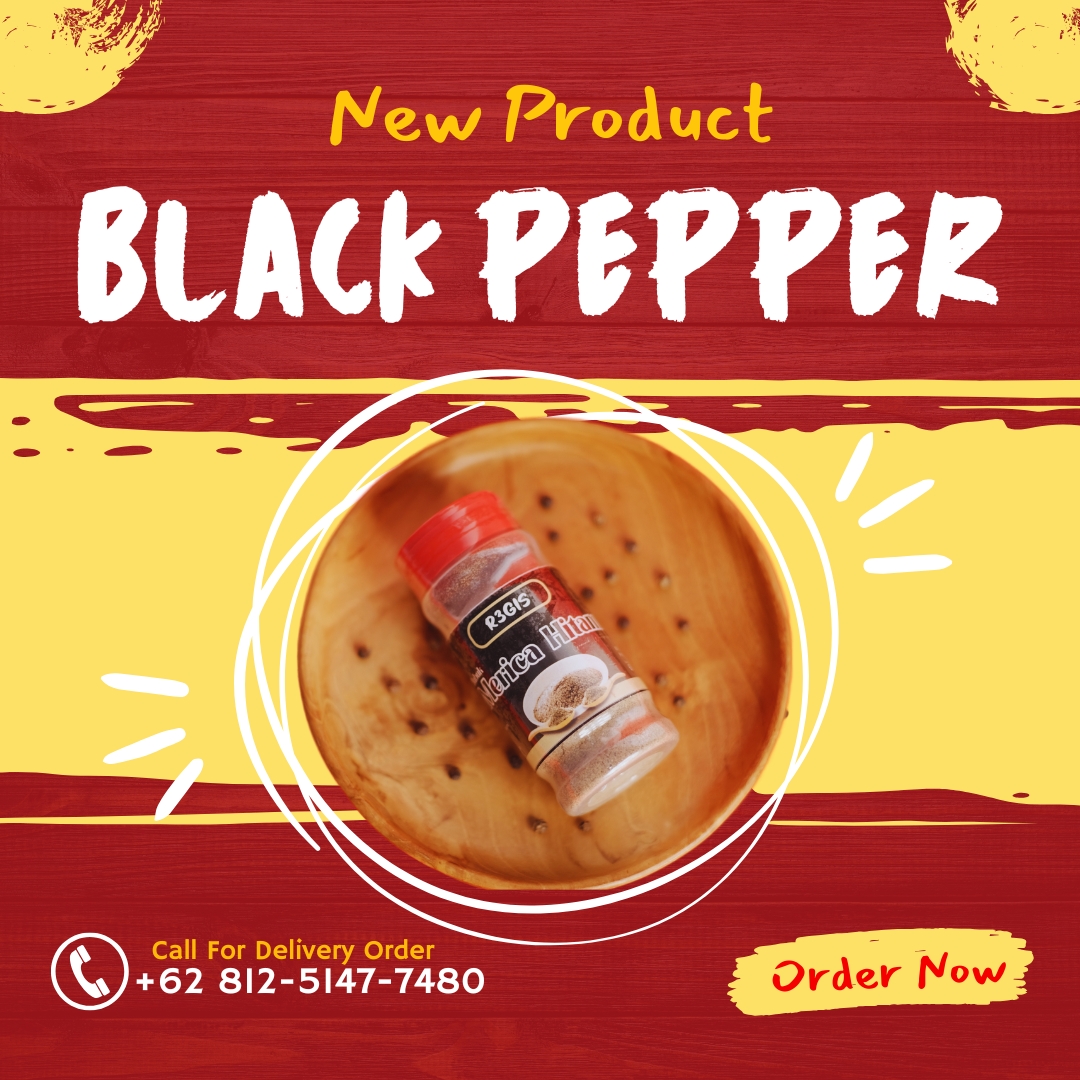 New Product
BLACK PEPPER
R3GIS
Merica Hitam
Call For Delivery Order
+62 812-5147-7480
Order Now